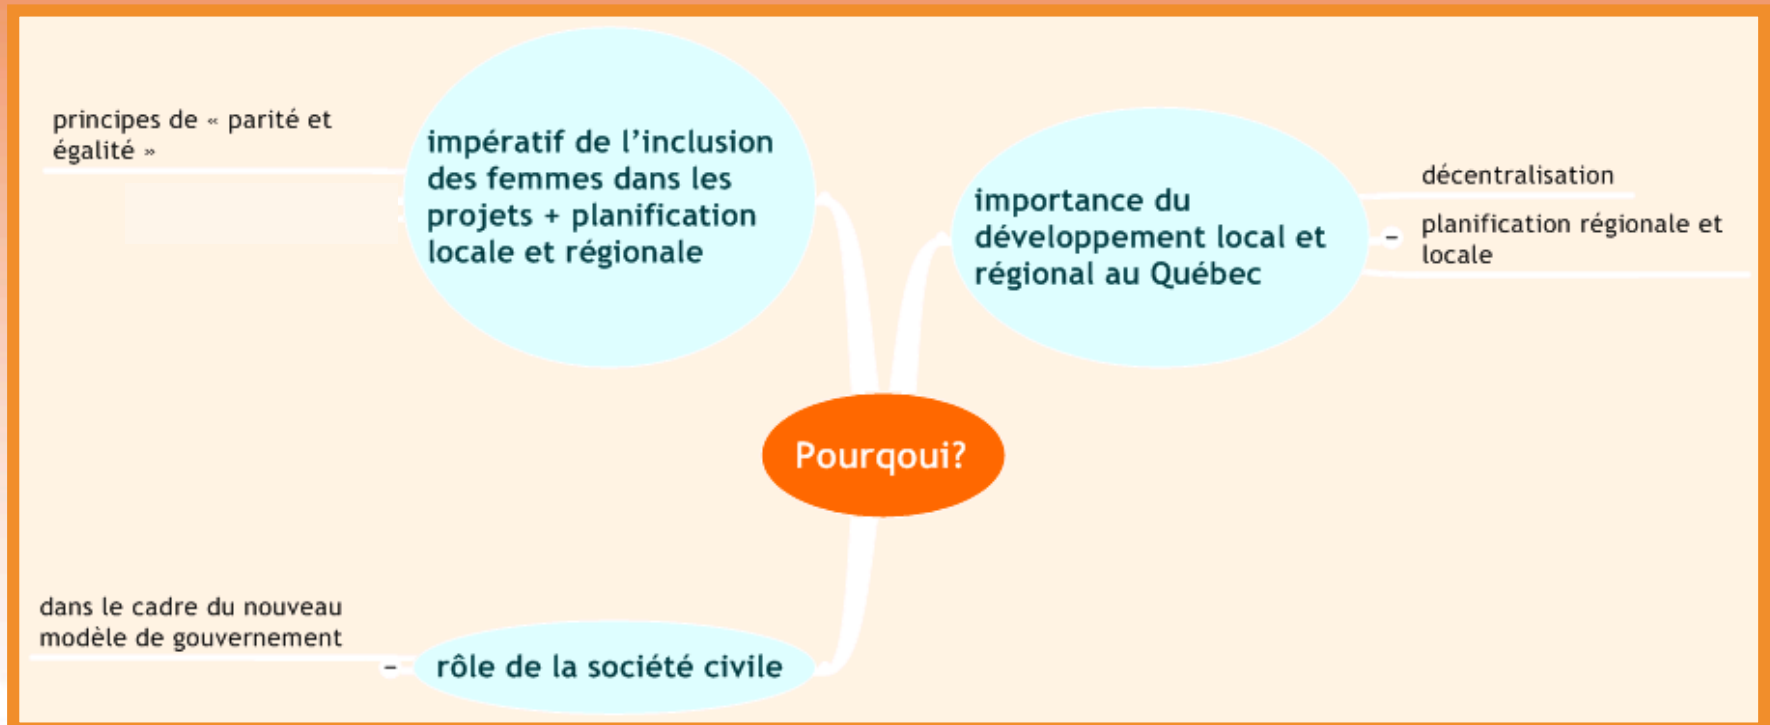 principes de « parité et
égalité »
impératif de l'inclusion
des femmes dans les
projets + planification
locale et régionale
importance du
développement local et
régional au Québec
décentralisation
planification régionale et
locale
Pourqoui?
dans le cadre du nouveau
modèle de gouvernement
rôle de la société civile